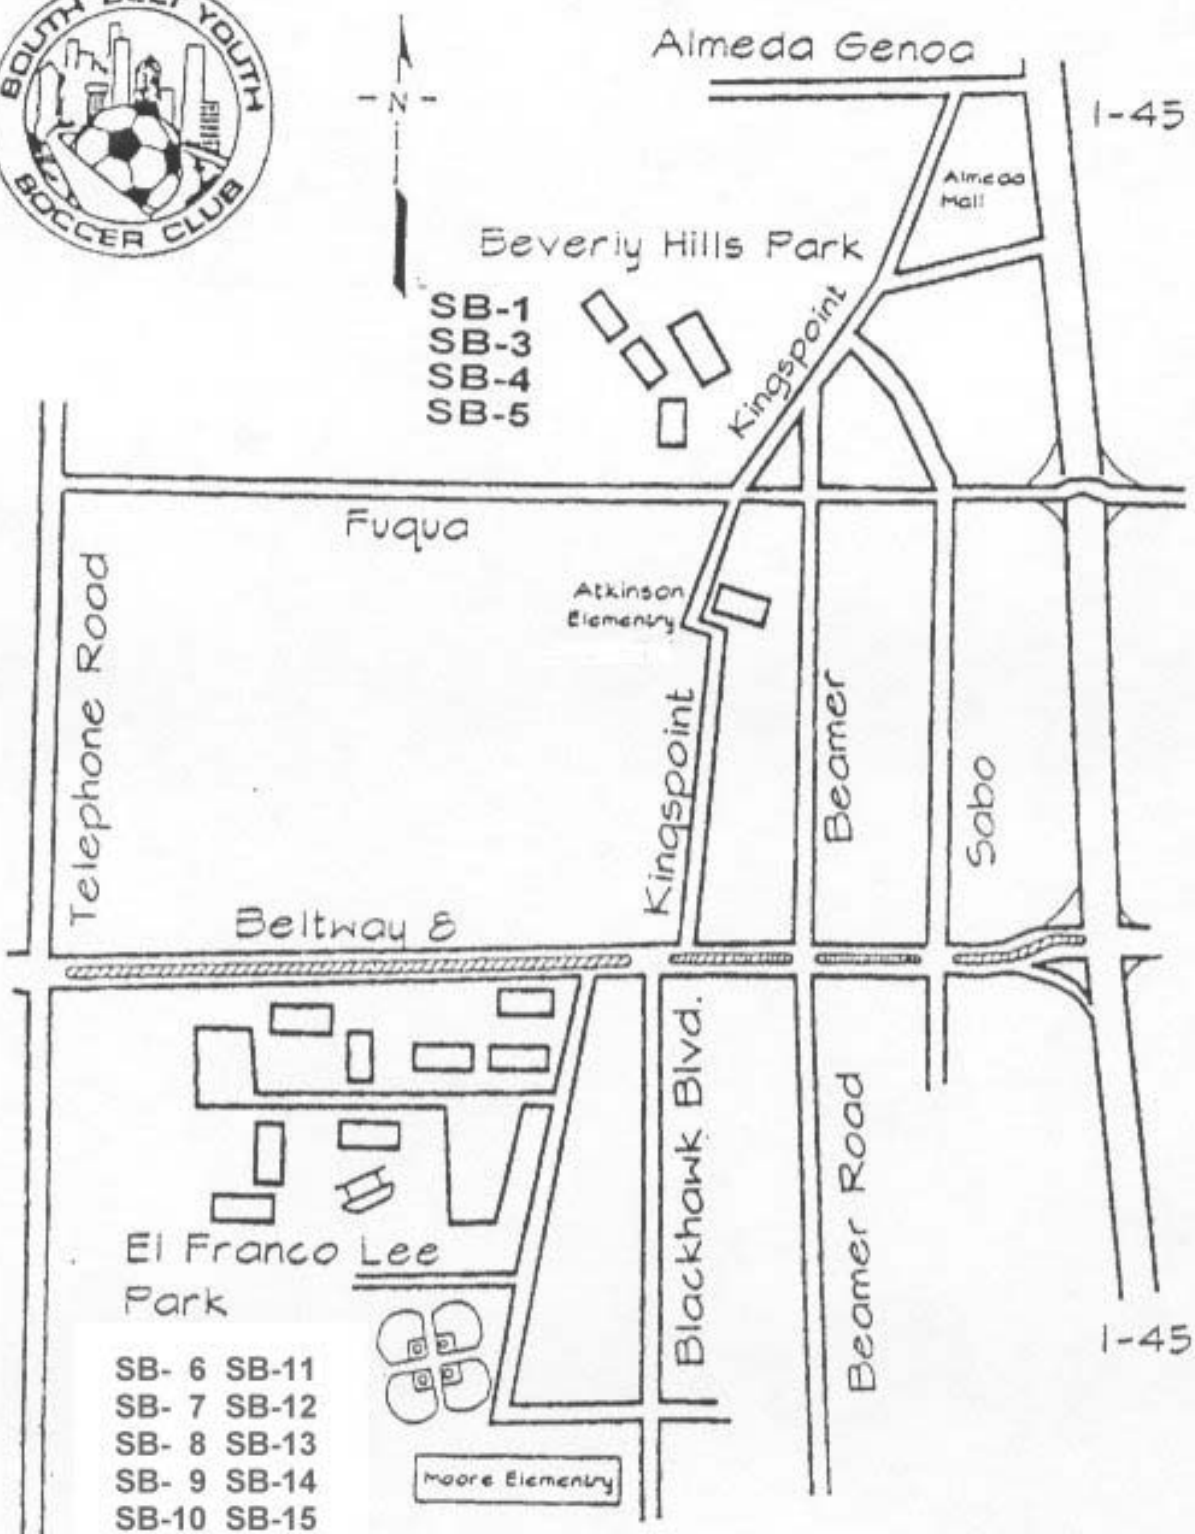 SOUTH BELT YOUTH
SOCCER CLUB
- N -
Almeda Genoa
I-45
Almeda
Mall
Beverly Hills Park
SB-1
SB-3
SB-4
SB-5
Kingspoint
Fuqua
Atkinson
Elementry
Telephone Road
Kingspoint
Beamer
Sabo
Beltway 8
Blackhawk Blvd.
Beamer Road
El Franco Lee
Park
I-45
SB- 6 SB-11
SB- 7 SB-12
SB- 8 SB-13
SB- 9 SB-14
SB-10 SB-15
Moore Elementry